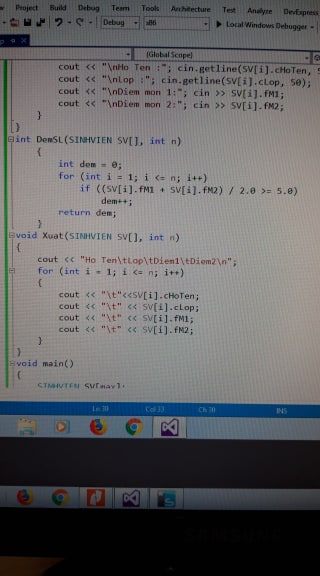 Project Build Debug Team Tools Architecture Test Analyze DevExpress
Debug x86 Local Windows Debugger
(Global Scope)
cout << "\nHo Ten :"; cin.getline(SV[i].cHoTen,
cout << "\nLop :"; cin.getline(SV[i].cLop, 50);
cout << "\nDiem mon 1:"; cin >> SV[i].fM1;
cout << "\nDiem mon 2:"; cin >> SV[i].fM2;
}
}
int DemSL(SINHVIEN SV[], int n)
{
int dem = 0;
for (int i = 1; i <= n; i++)
if ((SV[i].fM1 + SV[i].fM2) / 2.0 >= 5.0)
dem++;
return dem;
}
void Xuat(SINHVIEN SV[], int n)
{
cout << "Ho Ten\tLop\tDiem1\tDiem2\n";
for (int i = 1; i <= n; i++)
{
cout << "\t"<<SV[i].cHoTen;
cout << "\t" << SV[i].cLop;
cout << "\t" << SV[i].fM1;
cout << "\t" << SV[i].fM2;
}
}
void main()
{
SINHVIEN SV[max];
Ln 30 Col 33 Ch 30 INS
SAMSUNG